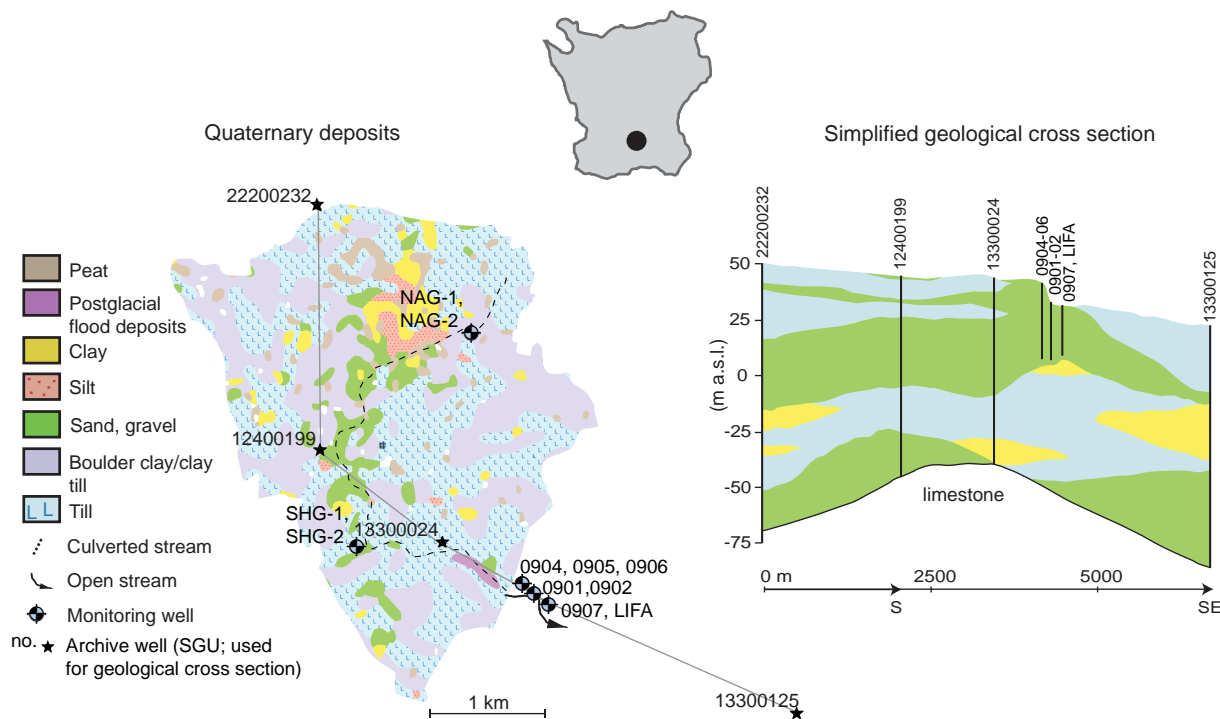 Quaternary deposits
Simplified geological cross section
22200232
NAG-1,
NAG-2
12400199
SHG-1,
SHG-2
13300024
0904, 0905, 0906
0901,0902
0907, LIFA
13300125
1 km
Peat
Postglacial
flood deposits
Clay
Silt
Sand, gravel
Boulder clay/clay
till
Till
Culverted stream
Open stream
Monitoring well
no. Archive well (SGU; used
for geological cross section)
22200232
12400199
13300024
0904-06
0901-02
0907, LIFA
13300125
50
25
0
-25
-50
-75
(m a.s.l.)
limestone
0 m
2500
5000
S
SE